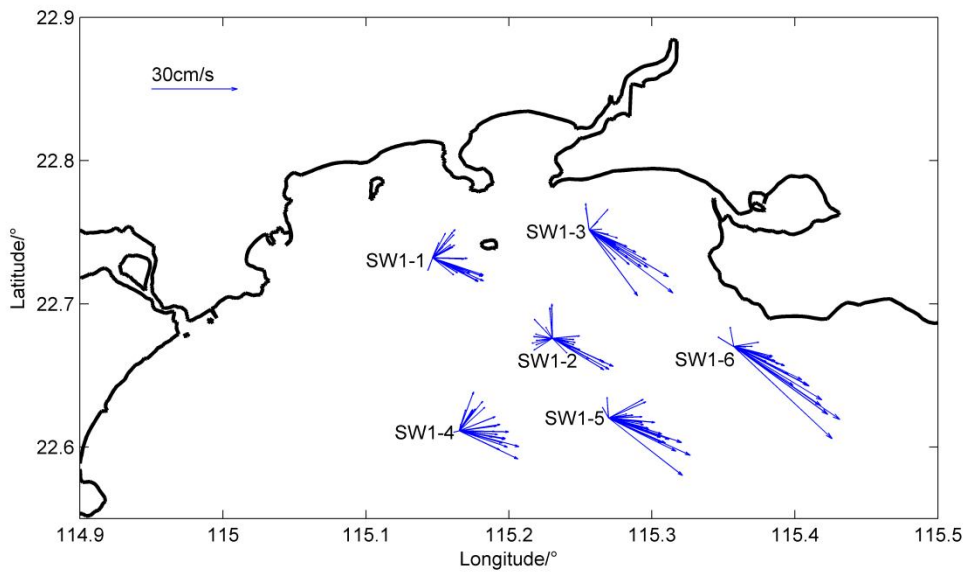 22.9
30cm/s
22.8
SW1-3
SW1-1
Latitude/°
22.7
SW1-2
SW1-6
SW1-4
SW1-5
22.6
114.9 115 115.1 115.2 115.3 115.4 115.5
Longitude/°